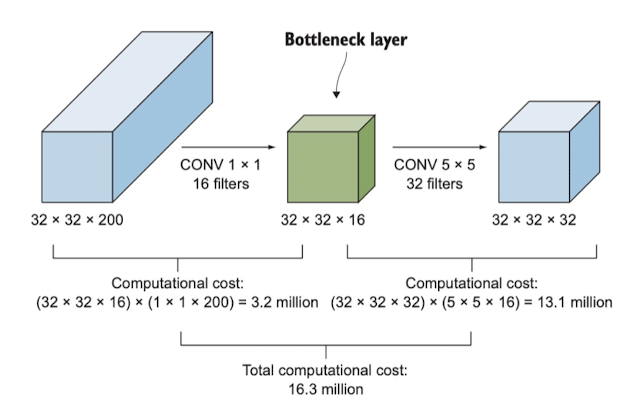 Bottleneck layer
CONV 1 × 1
16 filters
CONV 5 × 5
32 filters
32 × 32 × 200
32 × 32 × 16
32 × 32 × 32
Computational cost:
(32 × 32 × 16) × (1 × 1 × 200) = 3.2 million
Computational cost:
(32 × 32 × 32) × (5 × 5 × 16) = 13.1 million
Total computational cost:
16.3 million